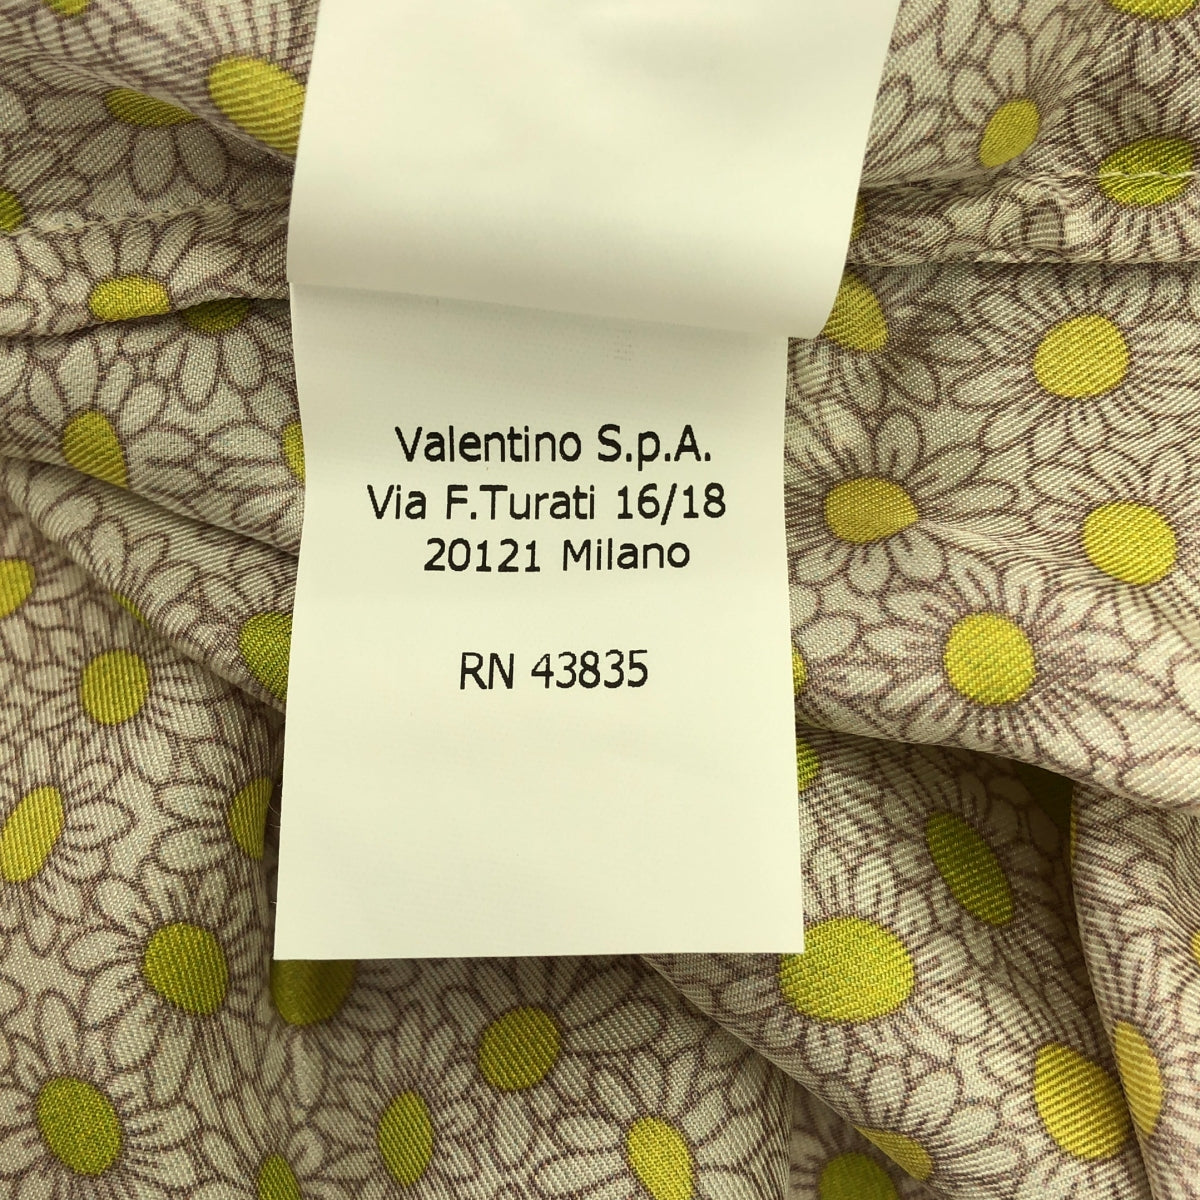 Valentino S.p.A.
Via F.Turati 16/18
20121 Milano
RN 43835